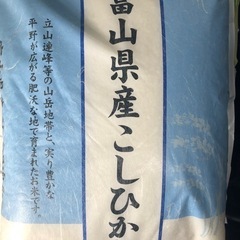 富山県産こしひか
立山連峰等の山岳地帯と、実り豊かな
平野が広がる肥沃な地で育まれたお米です。